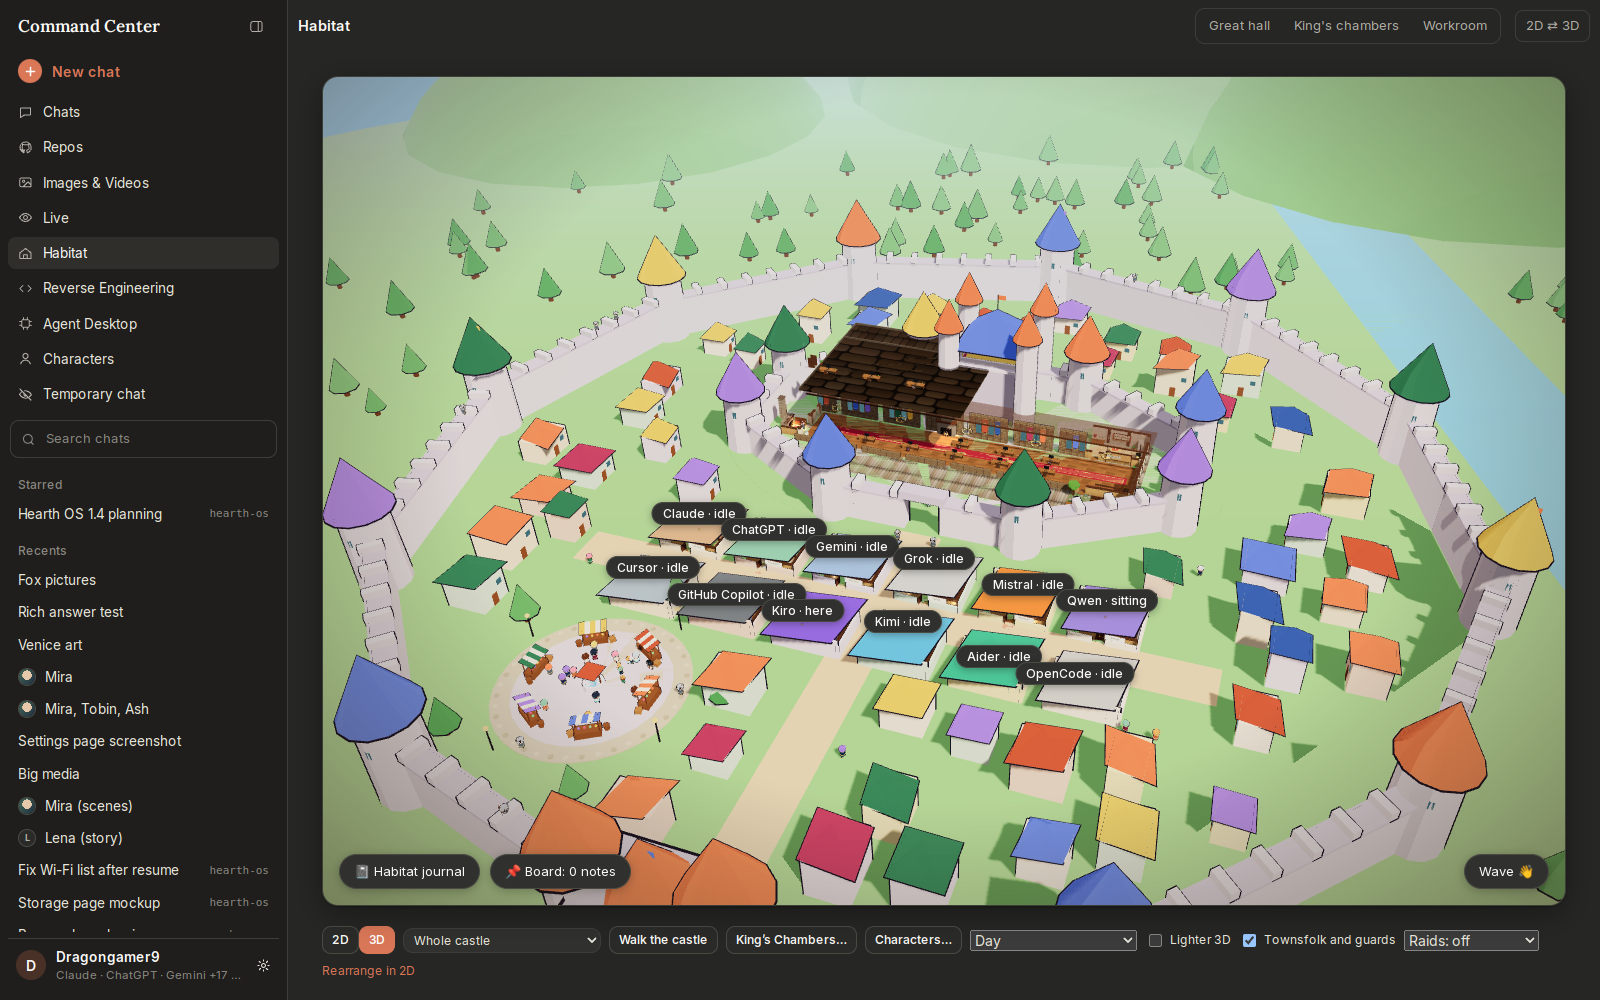 Command Center
New chat
Chats
Repos
Images & Videos
Live
Habitat
Reverse Engineering
Agent Desktop
Characters
Temporary chat
Search chats
Starred
Hearth OS 1.4 planning hearth-os
Recents
Fox pictures
Rich answer test
Venice art
Mira
Mira, Tobin, Ash
Settings page screenshot
Big media
Mira (scenes)
L Lena (story)
Fix Wi-Fi list after resume hearth-os
Storage page mockup hearth-os
D Dragongamer9
Claude · ChatGPT · Gemini +17 ...
Habitat
Great hall King's chambers Workroom 2D ⇄ 3D
Claude · idle
ChatGPT · idle
Gemini · idle
Grok · idle
Cursor · idle
Mistral · idle
GitHub Copilot · idle
Qwen · sitting
Kiro · here
Kimi · idle
Aider · idle
OpenCode · idle
Habitat journal
Board: 0 notes
Wave
2D 3D Whole castle Walk the castle King's Chambers... Characters... Day Lighter 3D Townsfolk and guards Raids: off
Rearrange in 2D